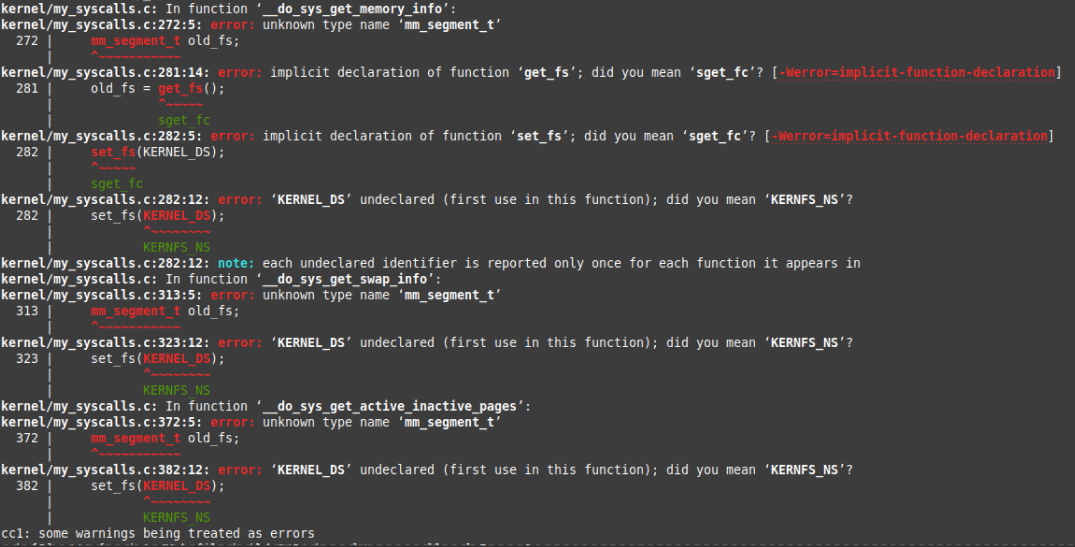 kernel/my_syscalls.c: In function ‘__do_sys_get_memory_info’:
kernel/my_syscalls.c:272:5: error: unknown type name ‘mm_segment_t’
  272 |     mm_segment_t old_fs;
      |     ^~~~~~~~~~~~
kernel/my_syscalls.c:281:14: error: implicit declaration of function ‘get_fs’; did you mean ‘sget_fc’? [-Werror=implicit-function-declaration]
  281 |     old_fs = get_fs();
      |              ^~~~~~
      |              sget_fc
kernel/my_syscalls.c:282:5: error: implicit declaration of function ‘set_fs’; did you mean ‘sget_fc’? [-Werror=implicit-function-declaration]
  282 |     set_fs(KERNEL_DS);
      |     ^~~~~~
      |     sget_fc
kernel/my_syscalls.c:282:12: error: ‘KERNEL_DS’ undeclared (first use in this function); did you mean ‘KERNFS_NS’?
  282 |     set_fs(KERNEL_DS);
      |            ^~~~~~~~~
      |            KERNFS_NS
kernel/my_syscalls.c:282:12: note: each undeclared identifier is reported only once for each function it appears in
kernel/my_syscalls.c: In function ‘__do_sys_get_swap_info’:
kernel/my_syscalls.c:313:5: error: unknown type name ‘mm_segment_t’
  313 |     mm_segment_t old_fs;
      |     ^~~~~~~~~~~~
kernel/my_syscalls.c:323:12: error: ‘KERNEL_DS’ undeclared (first use in this function); did you mean ‘KERNFS_NS’?
  323 |     set_fs(KERNEL_DS);
      |            ^~~~~~~~~
      |            KERNFS_NS
kernel/my_syscalls.c: In function ‘__do_sys_get_active_inactive_pages’:
kernel/my_syscalls.c:372:5: error: unknown type name ‘mm_segment_t’
  372 |     mm_segment_t old_fs;
      |     ^~~~~~~~~~~~
kernel/my_syscalls.c:382:12: error: ‘KERNEL_DS’ undeclared (first use in this function); did you mean ‘KERNFS_NS’?
  382 |     set_fs(KERNEL_DS);
      |            ^~~~~~~~~
      |            KERNFS_NS
cc1: some warnings being treated as errors